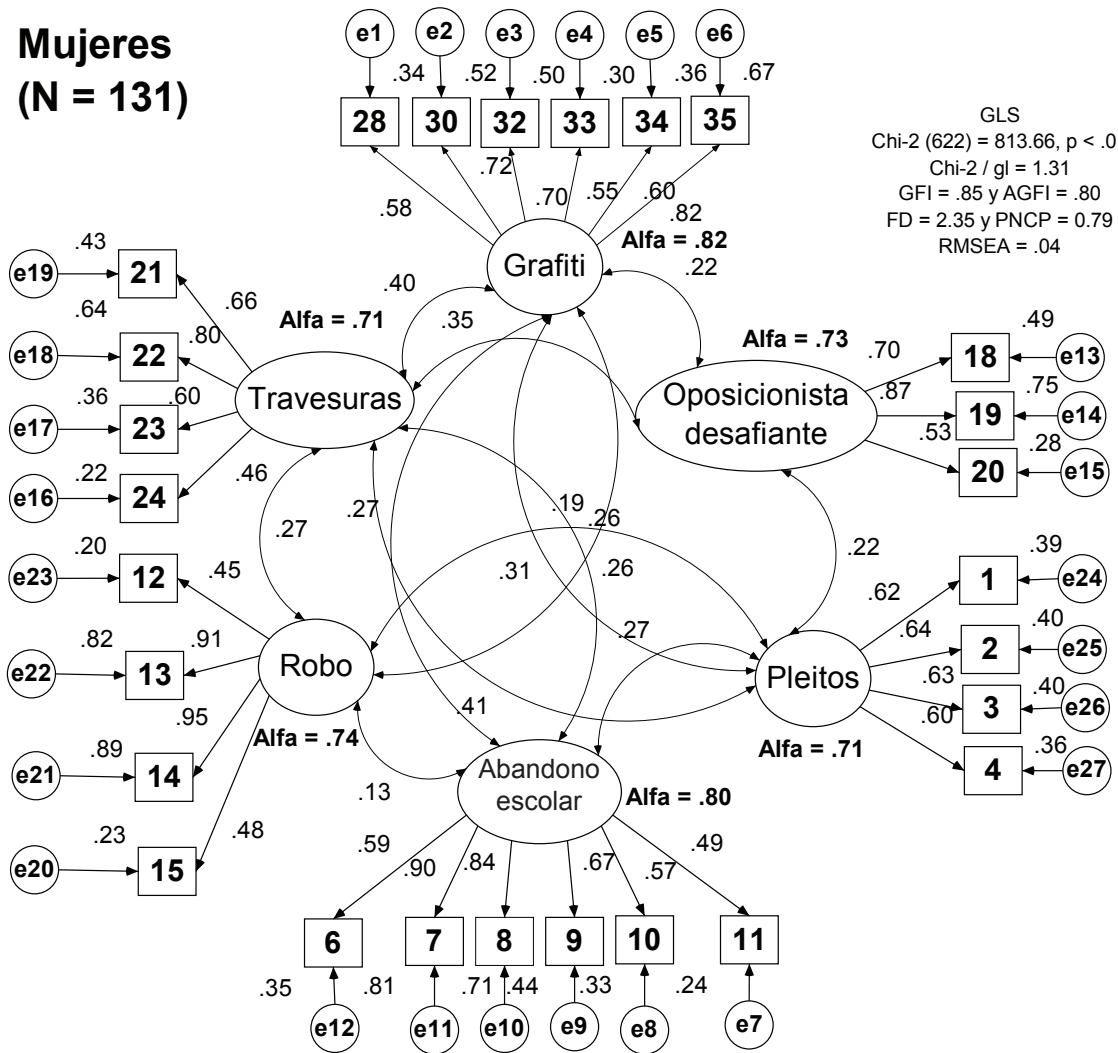 Mujeres
(N = 131)
e1 e2 e3 e4 e5 e6
.34 .52 .50 .30 .36 .67
28 30 32 33 34 35
GLS
Chi-2 (622) = 813.66, p < .0
Chi-2 / gl = 1.31
GFI = .85 y AGFI = .80
FD = 2.35 y PNCP = 0.79
RMSEA = .04
.58 .72 .70 .55 .60 .82
Grafiti
Alfa = .82
.40 .35 .22
e19 .43 21 .66
e18 .64 22 .80
e17 .36 23 .60
e16 .22 24 .46
Alfa = .71
Travesuras
Alfa = .73
Oposicionista
desafiante
.70 18 .49 e13
.87 19 .75 e14
.53 20 .28 e15
.27 .27 .19 .26 .22
.31 .26 .27
e23 .20 12 .45
e22 .82 13 .91
e21 .89 14 .95
e20 .23 15 .48
Robo
Alfa = .74
.41
.13
Pleitos
Alfa = .71
.62 1 .39 e24
.64 2 .40 e25
.63 3 .40 e26
.60 4 .36 e27
Abandono
escolar
Alfa = .80
.59 .90 .84 .67 .57 .49
6 7 8 9 10 11
.35 .81 .71 .44 .33 .24
e12 e11 e10 e9 e8 e7